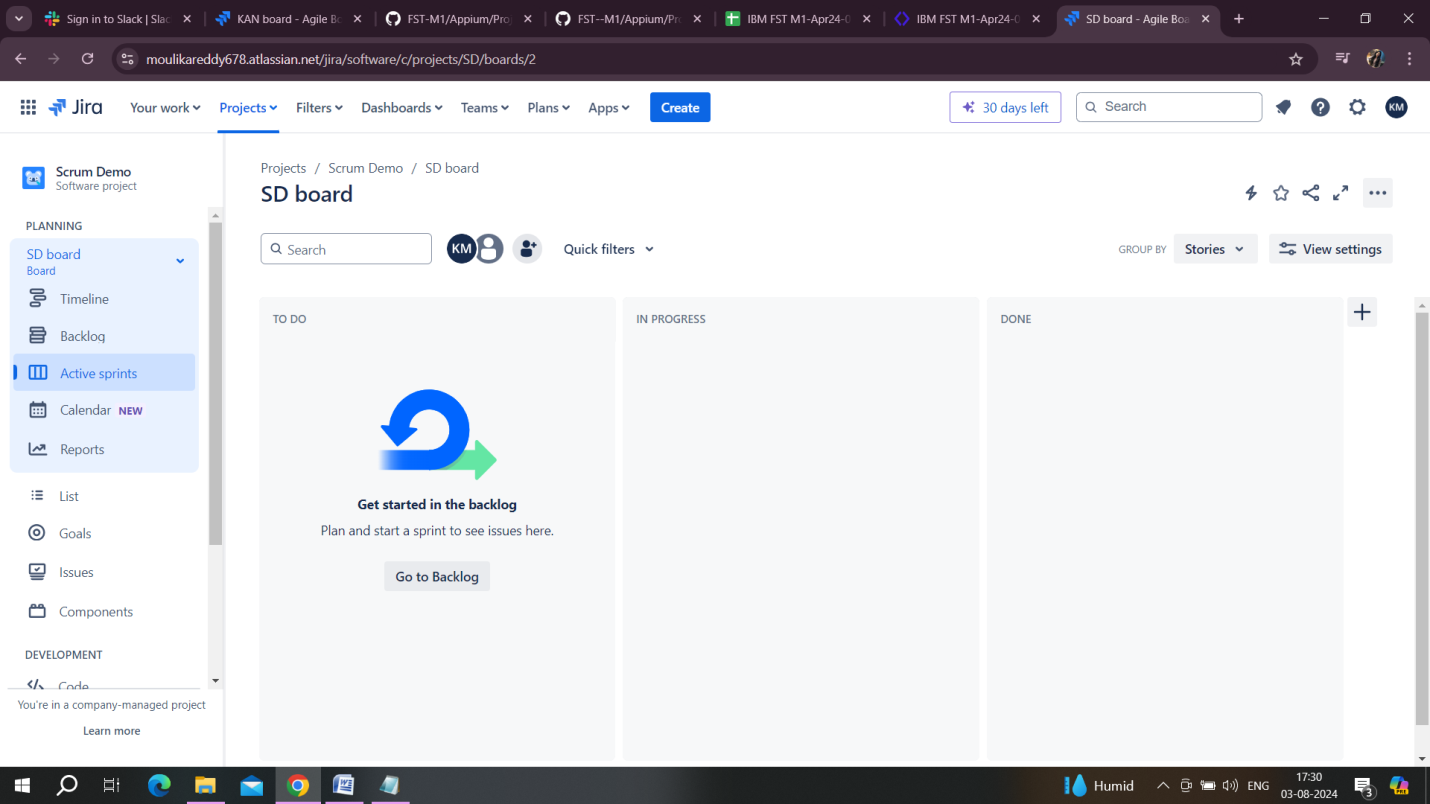 Sign in to Slack | Slac
KAN board - Agile Bo
FST-M1/Appium/Proj
FST--M1/Appium/Pro
IBM FST M1-Apr24-0
IBM FST M1-Apr24-0
SD board - Agile Boa
moulikareddy678.atlassian.net/jira/software/c/projects/SD/boards/2
Jira
Your work
Projects
Filters
Dashboards
Teams
Plans
Apps
Create
30 days left
Search
KM
Scrum Demo
Software project
PLANNING
SD board
Board
Timeline
Backlog
Active sprints
Calendar NEW
Reports
List
Goals
Issues
Components
DEVELOPMENT
Code
You're in a company-managed project
Learn more
Projects / Scrum Demo / SD board
SD board
Search
KM
Quick filters
GROUP BY
Stories
View settings
TO DO
IN PROGRESS
DONE
Get started in the backlog
Plan and start a sprint to see issues here.
Go to Backlog
Humid
ENG
17:30
03-08-2024
3